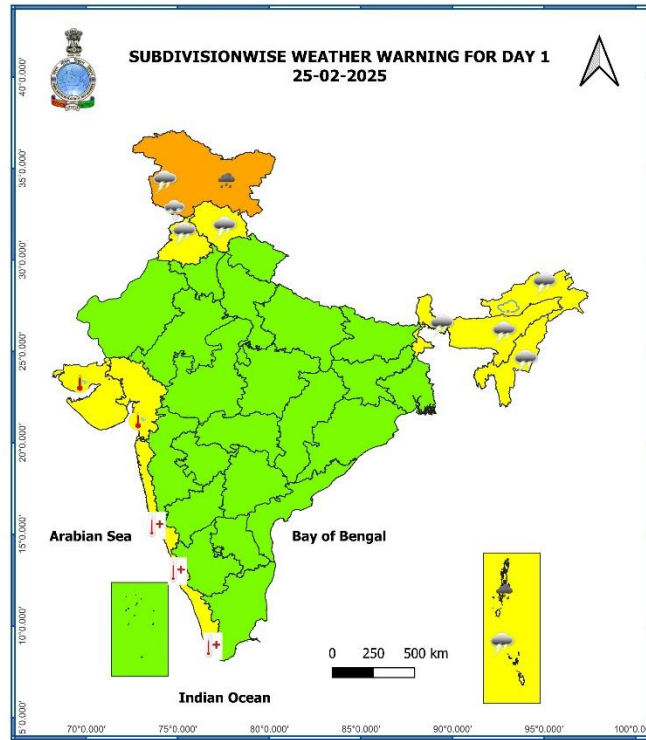 SUBDIVISIONWISE WEATHER WARNING FOR DAY 1
25-02-2025
40°0.000'
35°0.000'
30°0.000'
25°0.000'
20°0.000'
15°0.000'
10°0.000'
5°0.000'
Arabian Sea
Bay of Bengal
Indian Ocean
0 250 500 km
70°0.000' 75°0.000' 80°0.000' 85°0.000' 90°0.000' 95°0.000' 100°0.0